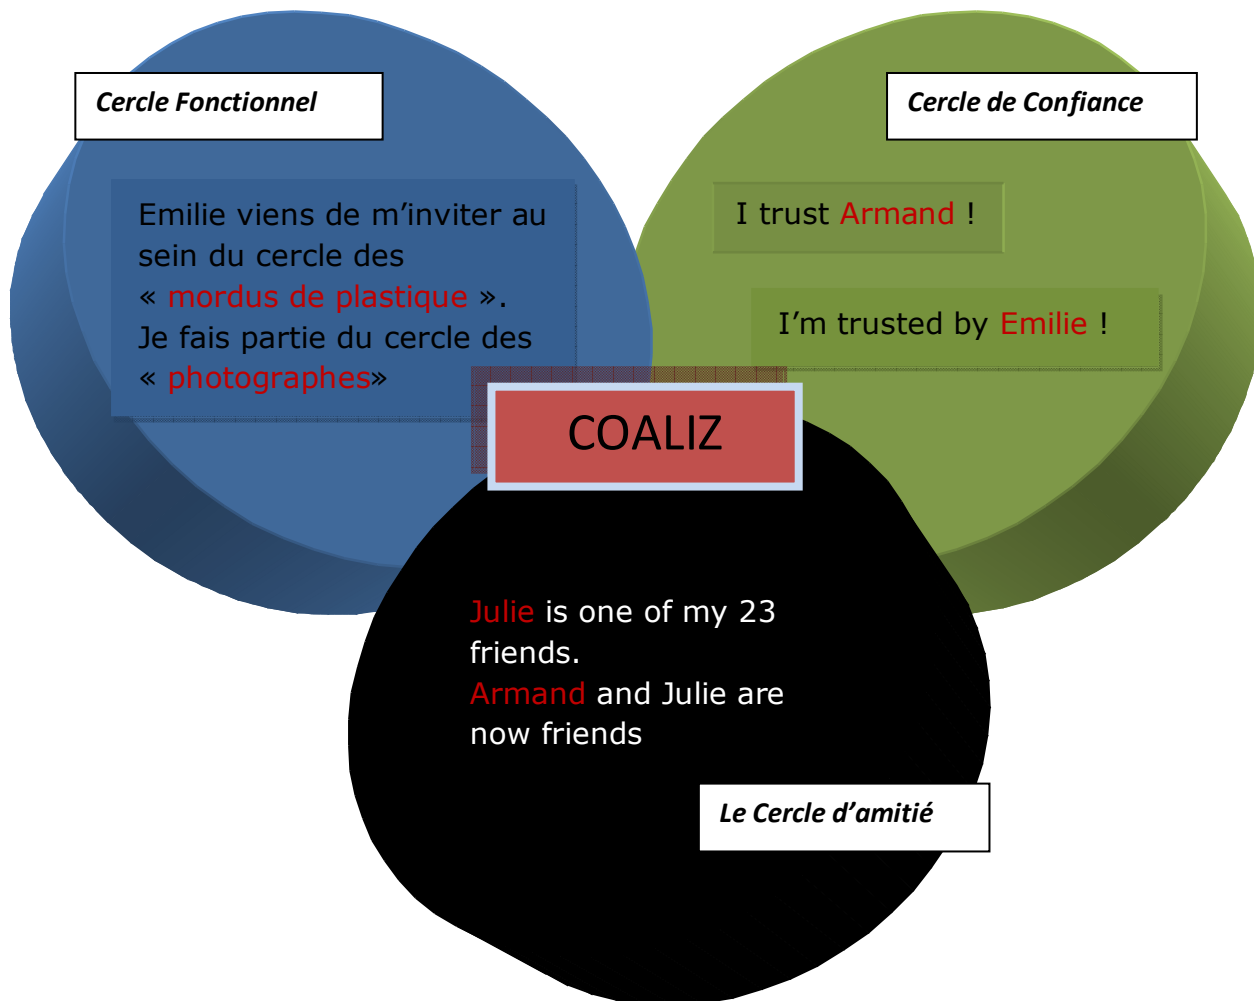 Cercle Fonctionnel
Emilie viens de m’inviter au
sein du cercle des
« mordus de plastique ».
Je fais partie du cercle des
« photographes»
Cercle de Confiance
I trust Armand !
I’m trusted by Emilie !
COALIZ
Julie is one of my 23
friends.
Armand and Julie are
now friends
Le Cercle d’amitié